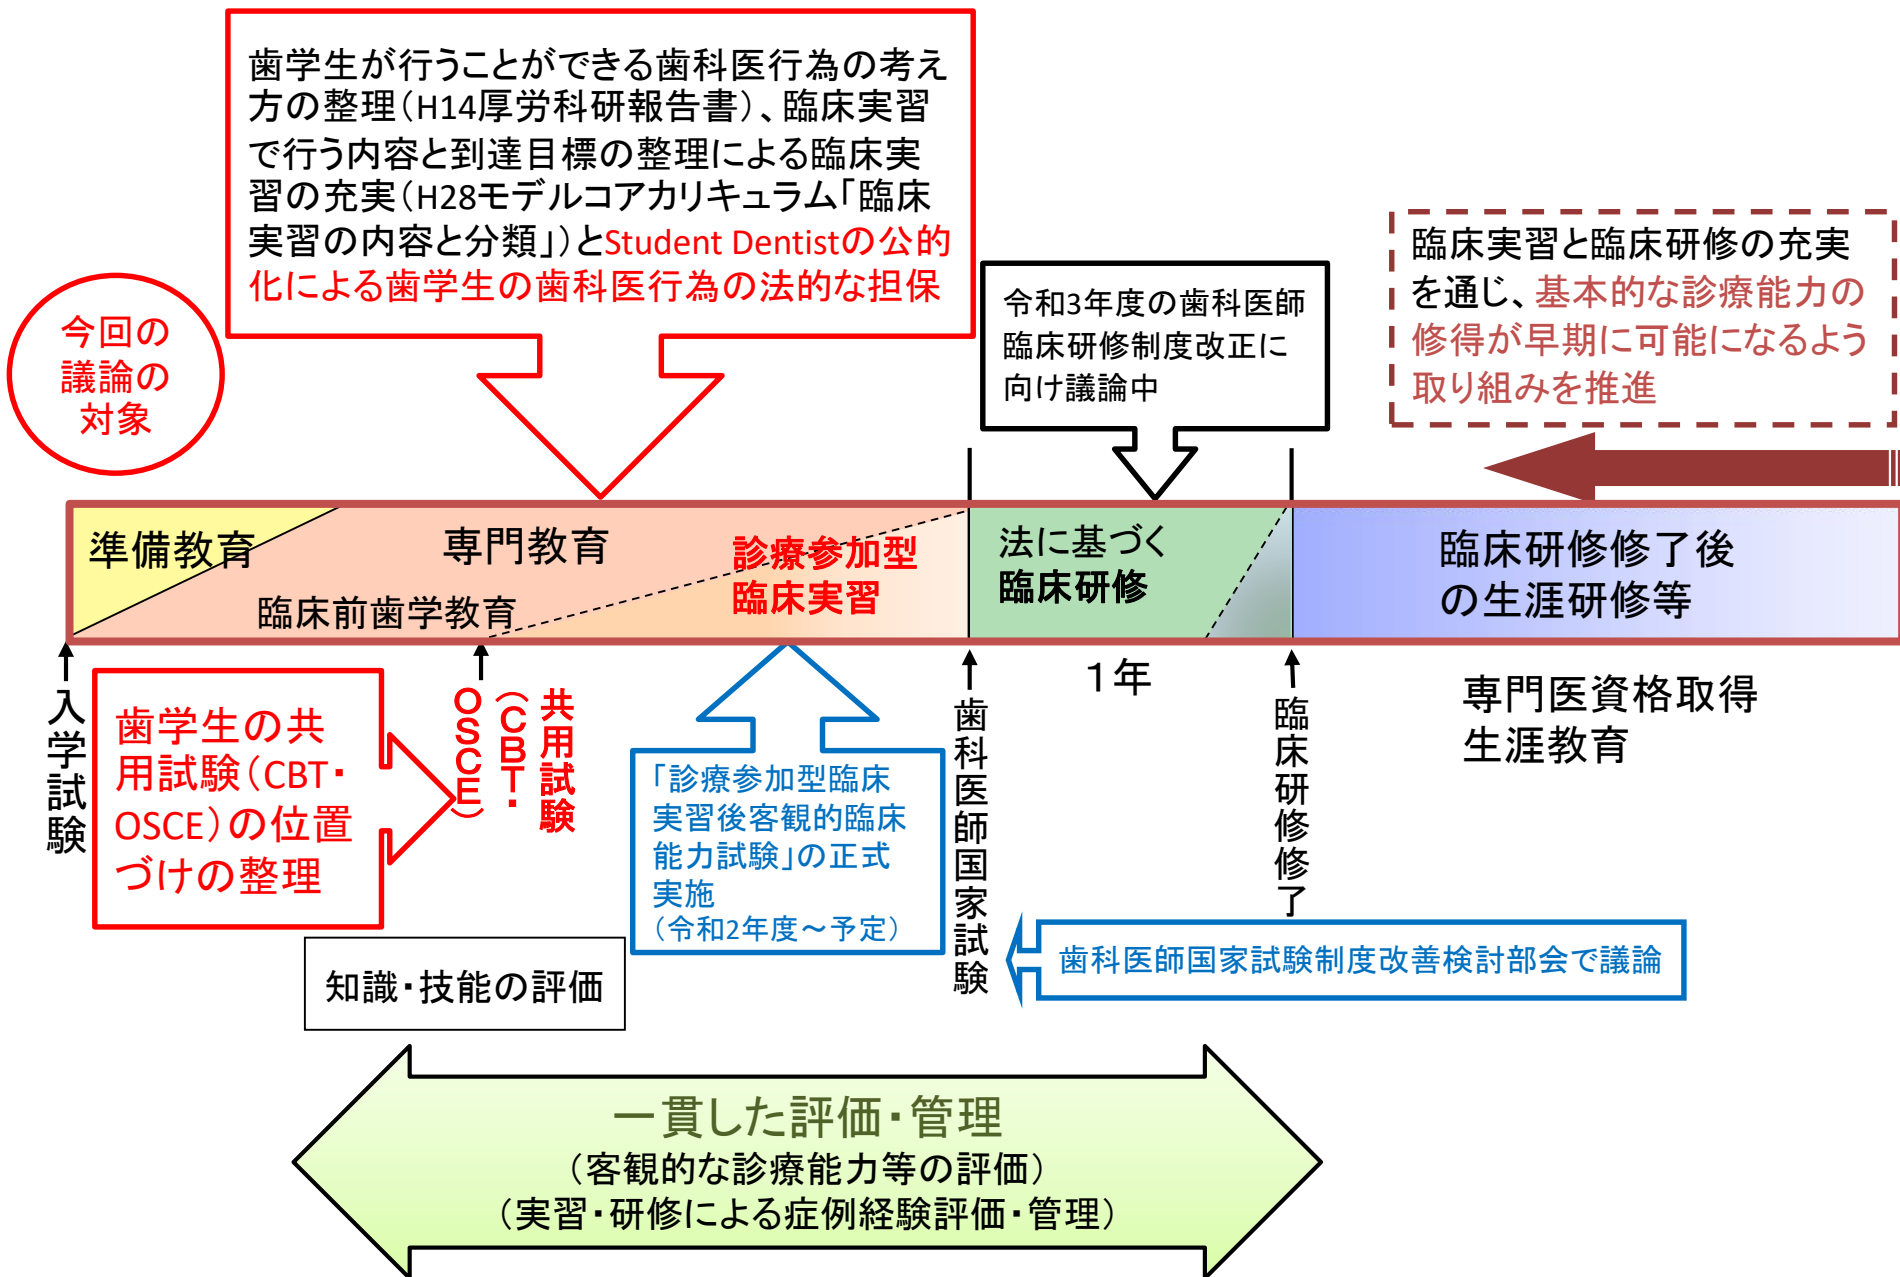 歯学生が行うことができる歯科医行為の考え
方の整理(H14厚労科研報告書)、臨床実習
で行う内容と到達目標の整理による臨床実
習の充実(H28モデルコアカリキュラム「臨床
実習の内容と分類」)とStudent Dentistの公的
化による歯学生の歯科医行為の法的な担保
今回の
議論の
対象
令和3年度の歯科医師
臨床研修制度改正に
向け議論中
臨床実習と臨床研修の充実
を通じ、基本的な診療能力の
修得が早期に可能になるよう
取り組みを推進
準備教育
専門教育
臨床前歯学教育
診療参加型
臨床実習
法に基づく
臨床研修
臨床研修修了後
の生涯研修等
入学試験
歯学生の共
用試験(CBT・
OSCE)の位置
づけの整理
共用試験
(CBT・
OSCE)
「診療参加型臨床
実習後客観的臨床
能力試験」の正式
実施
(令和2年度～予定)
歯科医師国家試験
1年
臨床研修修了
専門医資格取得
生涯教育
歯科医師国家試験制度改善検討部会で議論
知識・技能の評価
一貫した評価・管理
(客観的な診療能力等の評価)
(実習・研修による症例経験評価・管理)